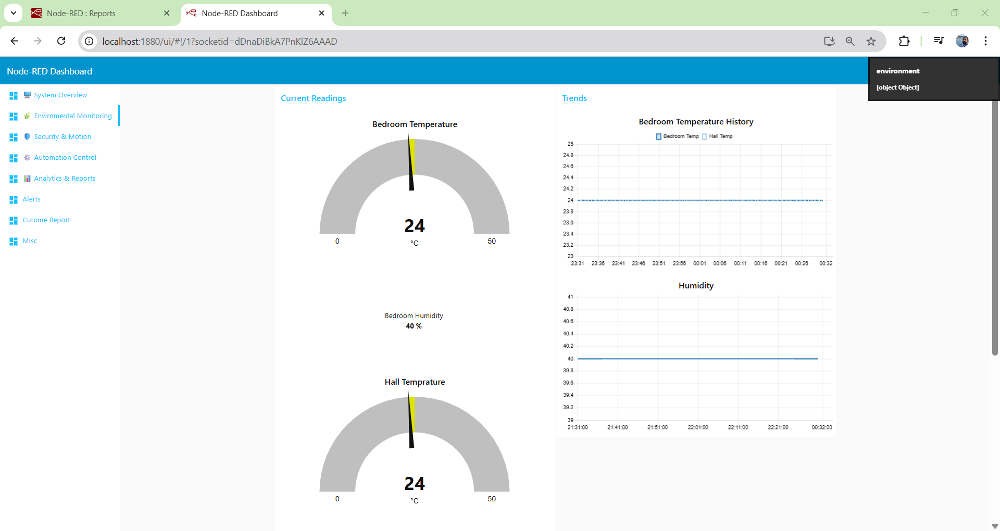 Node-RED : Reports
Node-RED Dashboard
localhost:1880/ui/#!/1?socketid=dDnaDiBkA7PnKlZ6AAAD
Node-RED Dashboard
environment
[object Object]
System Overview
Envirnmental Monitoring
Security & Motion
Automation Control
Analytics & Reports
Alerts
Cutome Report
Misc
Current Readings
Bedroom Temperature
24
°C
0
50
Bedroom Humidity
40 %
Hall Temprature
24
°C
0
50
Trends
Bedroom Temperature History
Bedroom Temp Hall Temp
25
24.8
24.6
24.4
24.2
24
23.8
23.6
23.4
23.2
23
23:31 23:36 23:41 23:46 23:51 23:56 00:01 00:06 00:11 00:16 00:21 00:26 00:32
Humidity
41
40.8
40.6
40.4
40.2
40
39.8
39.6
39.4
39.2
39
21:31:00 21:41:00 21:51:00 22:01:00 22:11:00 22:21:00 00:32:00